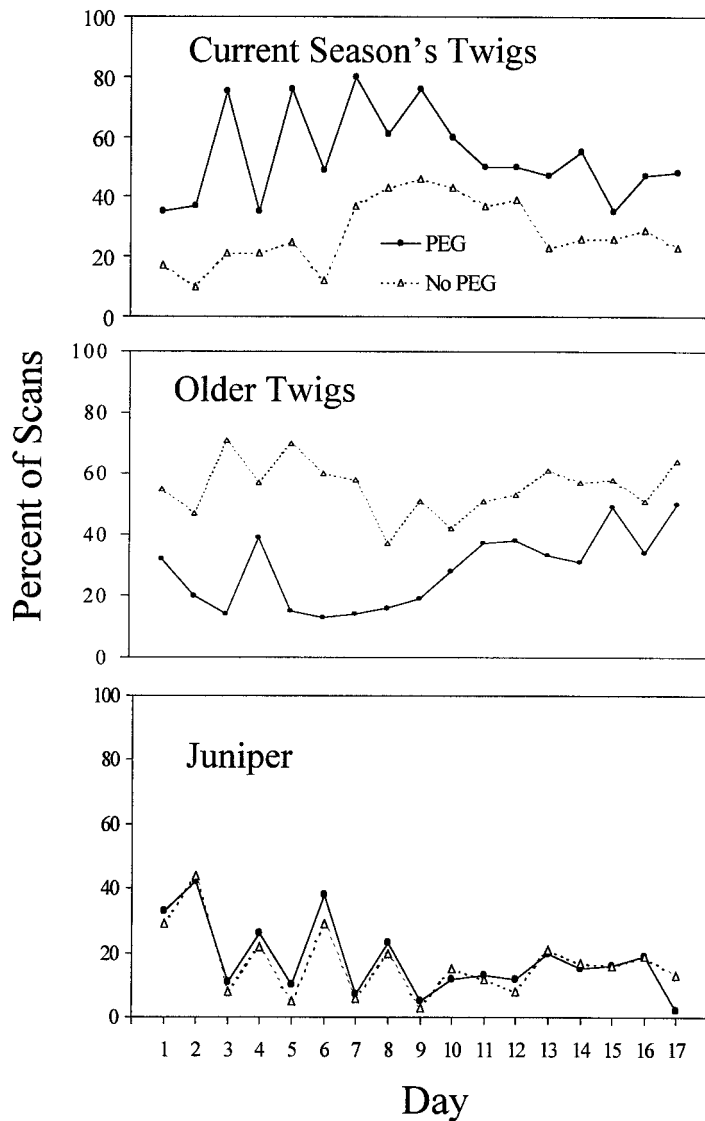 Percent of Scans
100
80
60
40
20
0
Current Season's Twigs
PEG
No PEG
100
80
60
40
20
0
Older Twigs
100
80
60
40
20
0
Juniper
1 2 3 4 5 6 7 8 9 10 11 12 13 14 15 16 17
Day